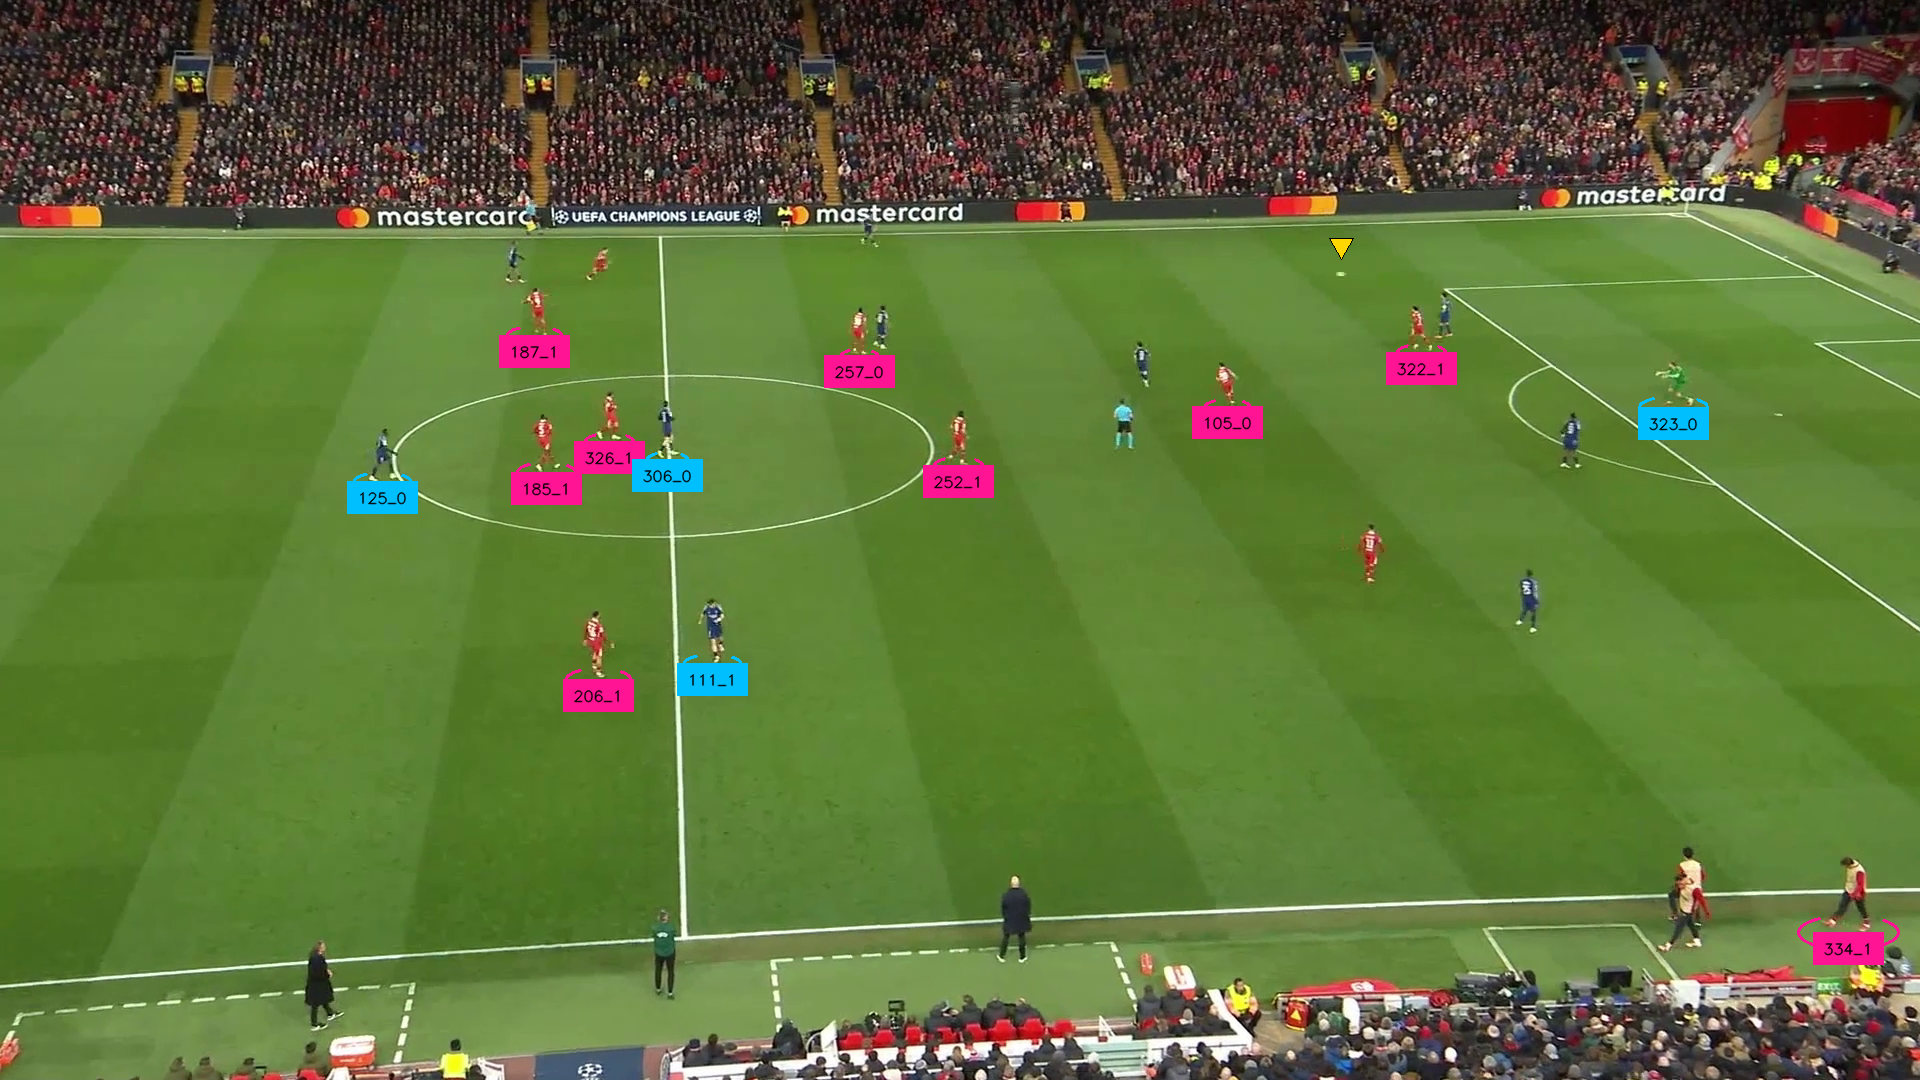 mastercard
UEFA CHAMPIONS LEAGUE
mastercard
mastercard
187_1
257_0
322_1
105_0
323_0
326_1
306_0
252_1
185_1
125_0
206_1
111_1
334_1
EXIT